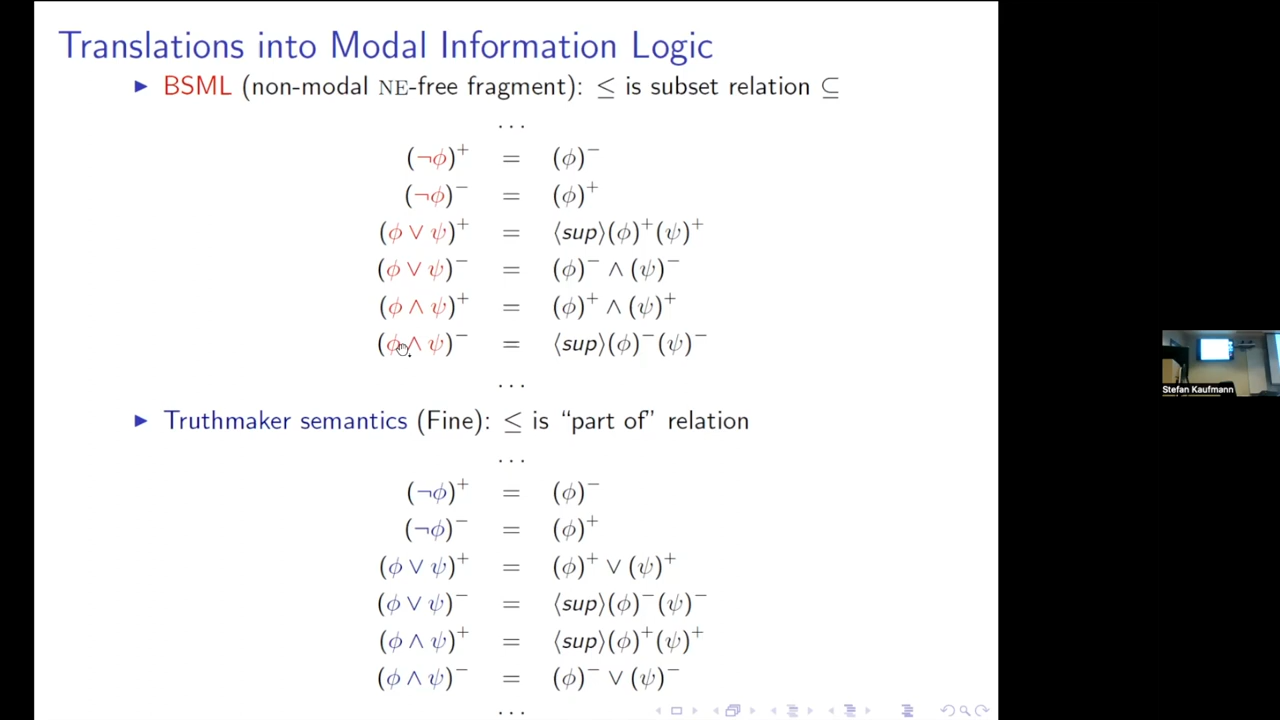 Translations into Modal Information Logic
▶ BSML (non-modal NE-free fragment): ≤ is subset relation ⊆
...
(¬ϕ)⁺ = (ϕ)⁻
(¬ϕ)⁻ = (ϕ)⁺
(ϕ ∨ ψ)⁺ = ⟨sup⟩(ϕ)⁺(ψ)⁺
(ϕ ∨ ψ)⁻ = (ϕ)⁻ ∧ (ψ)⁻
(ϕ ∧ ψ)⁺ = (ϕ)⁺ ∧ (ψ)⁺
(ϕ ∧ ψ)⁻ = ⟨sup⟩(ϕ)⁻(ψ)⁻
...
▶ Truthmaker semantics (Fine): ≤ is “part of” relation
...
(¬ϕ)⁺ = (ϕ)⁻
(¬ϕ)⁻ = (ϕ)⁺
(ϕ ∨ ψ)⁺ = (ϕ)⁺ ∨ (ψ)⁺
(ϕ ∨ ψ)⁻ = ⟨sup⟩(ϕ)⁻(ψ)⁻
(ϕ ∧ ψ)⁺ = ⟨sup⟩(ϕ)⁺(ψ)⁺
(ϕ ∧ ψ)⁻ = (ϕ)⁻ ∨ (ψ)⁻
...
Stefan Kaufmann